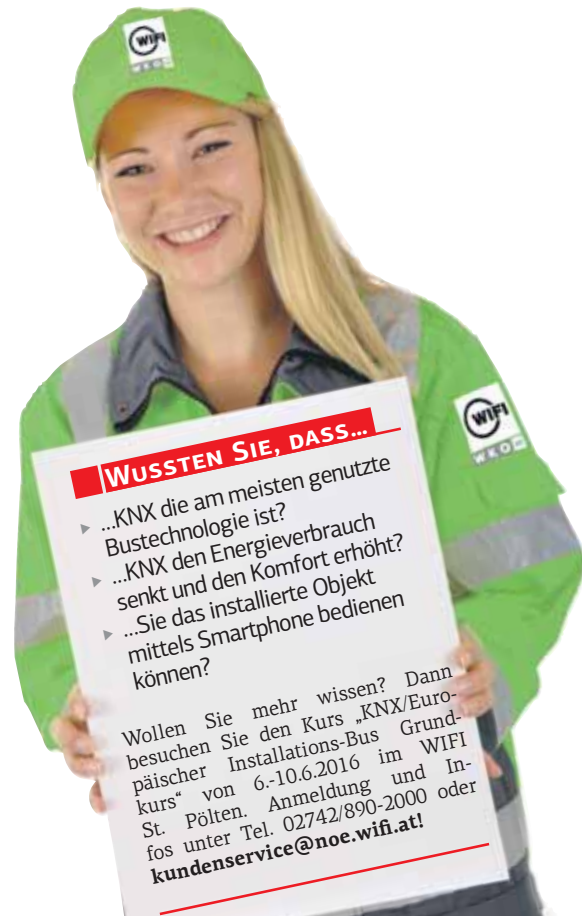 WIFI
WKO
WIFI
WKO
WUSSTEN SIE, DASS...
▶ ...KNX die am meisten genutzte
Bustechnologie ist?
▶ ...KNX den Energieverbrauch
senkt und den Komfort erhöht?
▶ ...Sie das installierte Objekt
mittels Smartphone bedienen
können?
Wollen Sie mehr wissen? Dann
besuchen Sie den Kurs „KNX/Euro-
päischer Installations-Bus Grund-
kurs“ von 6.-10.6.2016 im WIFI
St. Pölten. Anmeldung und In-
fos unter Tel. 02742/890-2000 oder
kundenservice@noe.wifi.at!